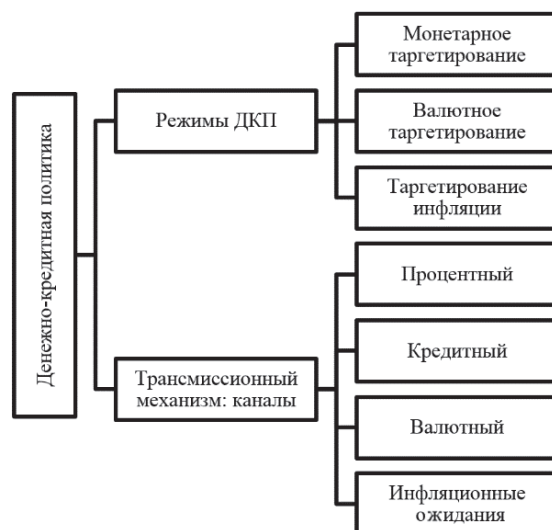 Денежно-кредитная политика
Режимы ДКП
Монетарное
таргетирование
Валютное
таргетирование
Таргетирование
инфляции
Трансмиссионный
механизм: каналы
Процентный
Кредитный
Валютный
Инфляционные
ожидания